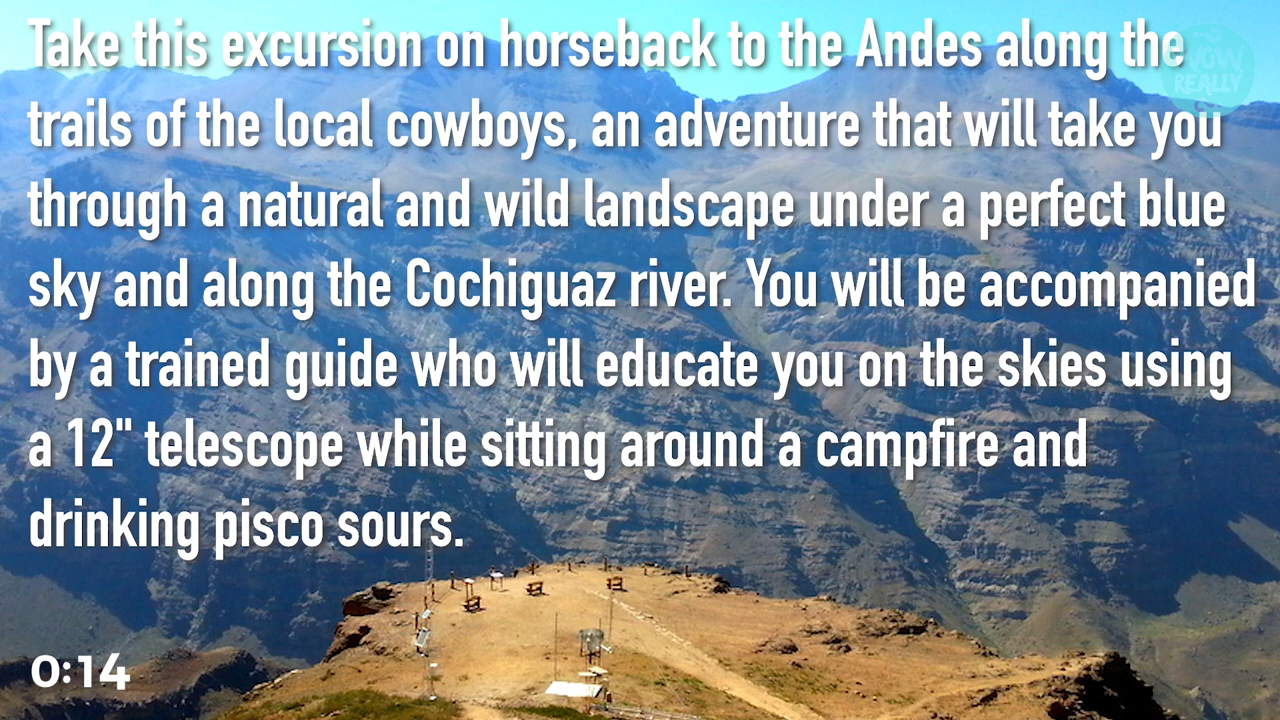 Take this excursion on horseback to the Andes along the
trails of the local cowboys, an adventure that will take you
through a natural and wild landscape under a perfect blue
sky and along the Cochiguaz river. You will be accompanied
by a trained guide who will educate you on the skies using
a 12" telescope while sitting around a campfire and
drinking pisco sours.
WOW
REALLY
0:14